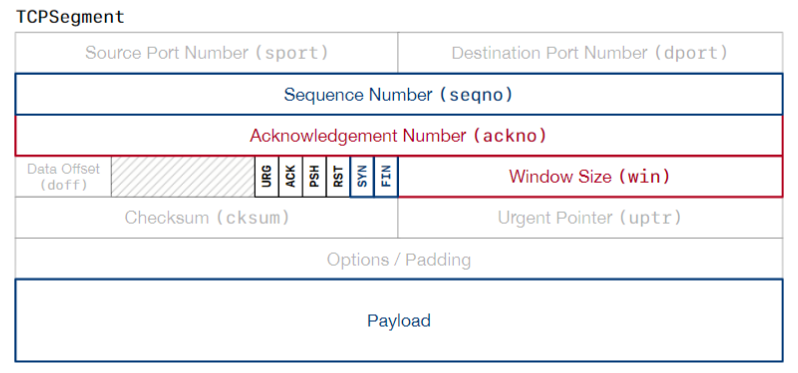 TCPSegment
Source Port Number (sport) Destination Port Number (dport)
Sequence Number (seqno)
Acknowledgement Number (ackno)
Data Offset
(doff)
URG ACK PSH RST SYN FIN
Window Size (win)
Checksum (cksum) Urgent Pointer (uptr)
Options / Padding
Payload